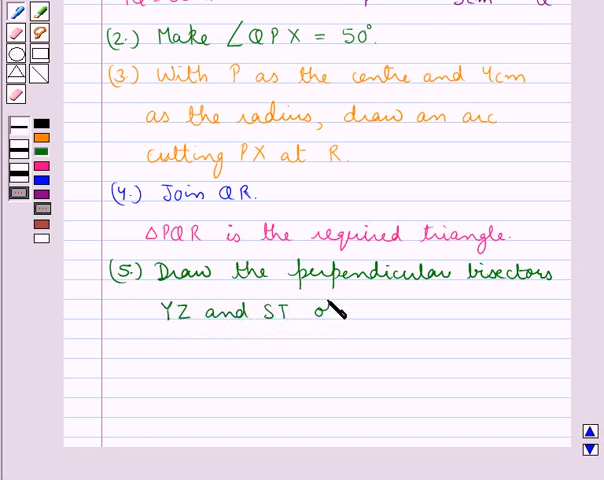 (2.) Make ∠QPX = 50°.
(3.) With P as the centre and 4cm
as the radius, draw an arc
cutting PX at R.
(4.) Join QR.
△PQR is the required triangle.
(5.) Draw the perpendicular bisectors
YZ and ST o